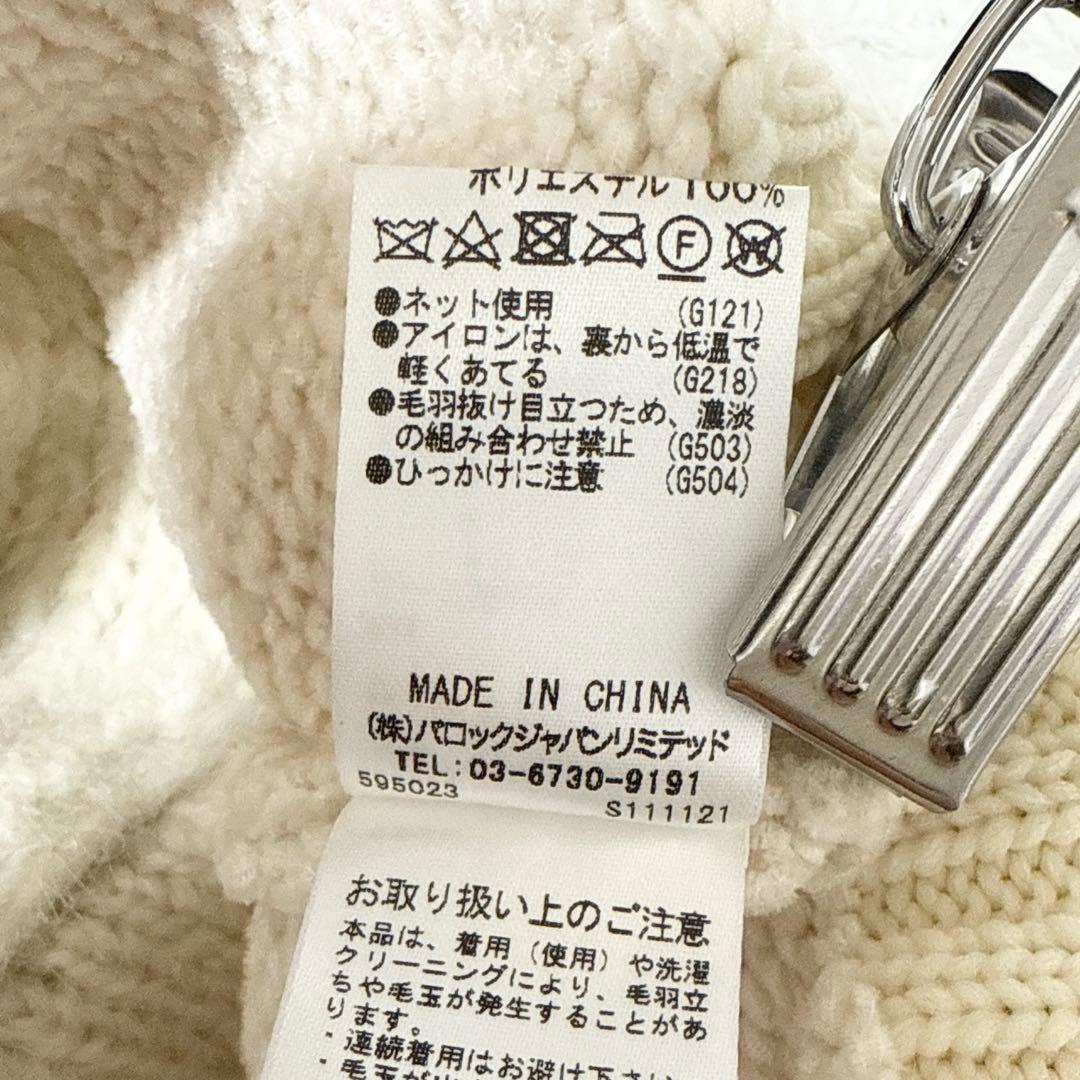 ポリエステル 100%
F W
●ネット使用 (G121)
●アイロンは、裏から低温で
軽くあてる (G218)
●毛羽抜け目立つため、濃淡
の組み合わせ禁止 (G503)
●ひっかけに注意 (G504)
MADE IN CHINA
(株)バロックジャパンリミテッド
TEL:03-6730-9191
595023 S111121
お取り扱い上のご注意
本品は、着用(使用)や洗濯
クリーニングにより、毛羽立
ちや毛玉が発生することがあ
ります。
・連続着用はお避け下さい
・毛玉が